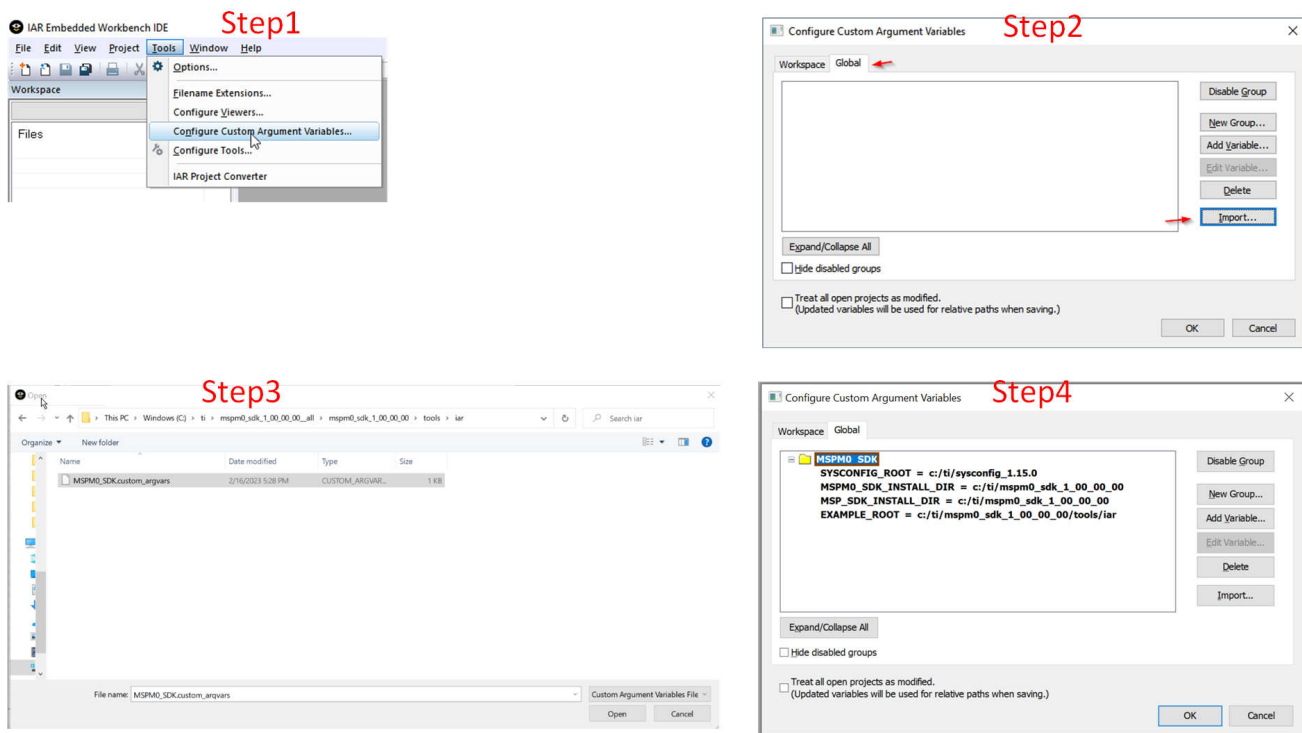 Step1
IAR Embedded Workbench IDE
File Edit View Project Tools Window Help
Workspace
Files
Options...
Filename Extensions...
Configure Viewers...
Configure Custom Argument Variables...
Configure Tools...
IAR Project Converter
Step2
Configure Custom Argument Variables
Workspace Global
Disable Group
New Group...
Add Variable...
Edit Variable...
Delete
Import...
Expand/Collapse All
Hide disabled groups
Treat all open projects as modified.
(Updated variables will be used for relative paths when saving.)
OK Cancel
Step3
Open
This PC > Windows (C:) > ti > mspm0_sdk_1_00_00_00__all > mspm0_sdk_1_00_00_00 > tools > iar
Search iar
Organize New folder
Name Date modified Type Size
MSPM0_SDK.custom_argvars 2/16/2023 5:28 PM CUSTOM_ARGVAR... 1 KB
File name: MSPM0_SDK.custom_argvars Custom Argument Variables File
Open Cancel
Step4
Configure Custom Argument Variables
Workspace Global
MSPM0_SDK
SYSCONFIG_ROOT = c:/ti/sysconfig_1.15.0
MSPM0_SDK_INSTALL_DIR = c:/ti/mspm0_sdk_1_00_00_00
MSP_SDK_INSTALL_DIR = c:/ti/mspm0_sdk_1_00_00_00
EXAMPLE_ROOT = c:/ti/mspm0_sdk_1_00_00_00/tools/iar
Disable Group
New Group...
Add Variable...
Edit Variable...
Delete
Import...
Expand/Collapse All
Hide disabled groups
Treat all open projects as modified.
(Updated variables will be used for relative paths when saving.)
OK Cancel